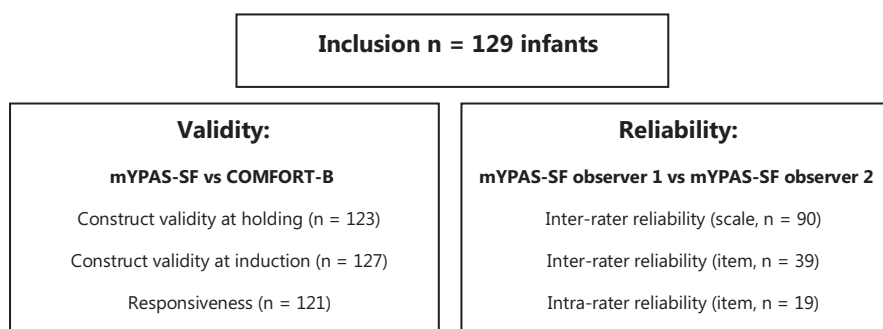 Inclusion n = 129 infants
Validity:
mYPAS-SF vs COMFORT-B
Construct validity at holding (n = 123)
Construct validity at induction (n = 127)
Responsiveness (n = 121)
Reliability:
mYPAS-SF observer 1 vs mYPAS-SF observer 2
Inter-rater reliability (scale, n = 90)
Inter-rater reliability (item, n = 39)
Intra-rater reliability (item, n = 19)